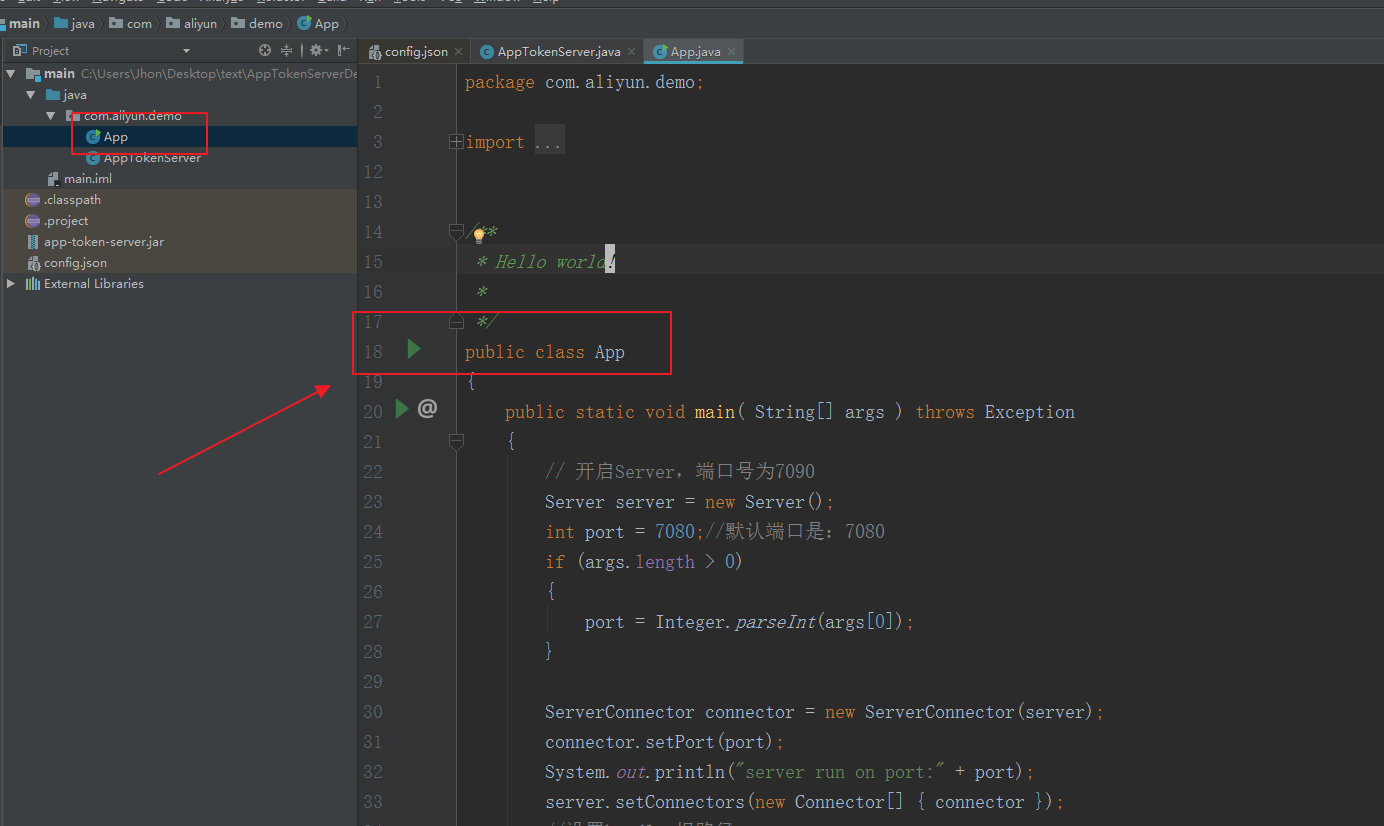 main java com aliyun demo App
Project
config.json AppTokenServer.java App.java
main C:\Users\Jhon\Desktop\text\AppTokenServerDe
java
com.aliyun.demo
App
AppTokenServer
main.iml
.classpath
.project
app-token-server.jar
config.json
External Libraries
1 package com.aliyun.demo;
2
3 import ...
12
13
14 /**
15 * Hello world!
16 *
17 */
18 public class App
19 {
20 @ public static void main( String[] args ) throws Exception
21 {
22 // 开启Server，端口号为7090
23 Server server = new Server();
24 int port = 7080;//默认端口是：7080
25 if (args.length > 0)
26 {
27 port = Integer.parseInt(args[0]);
28 }
29
30 ServerConnector connector = new ServerConnector(server);
31 connector.setPort(port);
32 System.out.println("server run on port:" + port);
33 server.setConnectors(new Connector[] { connector });